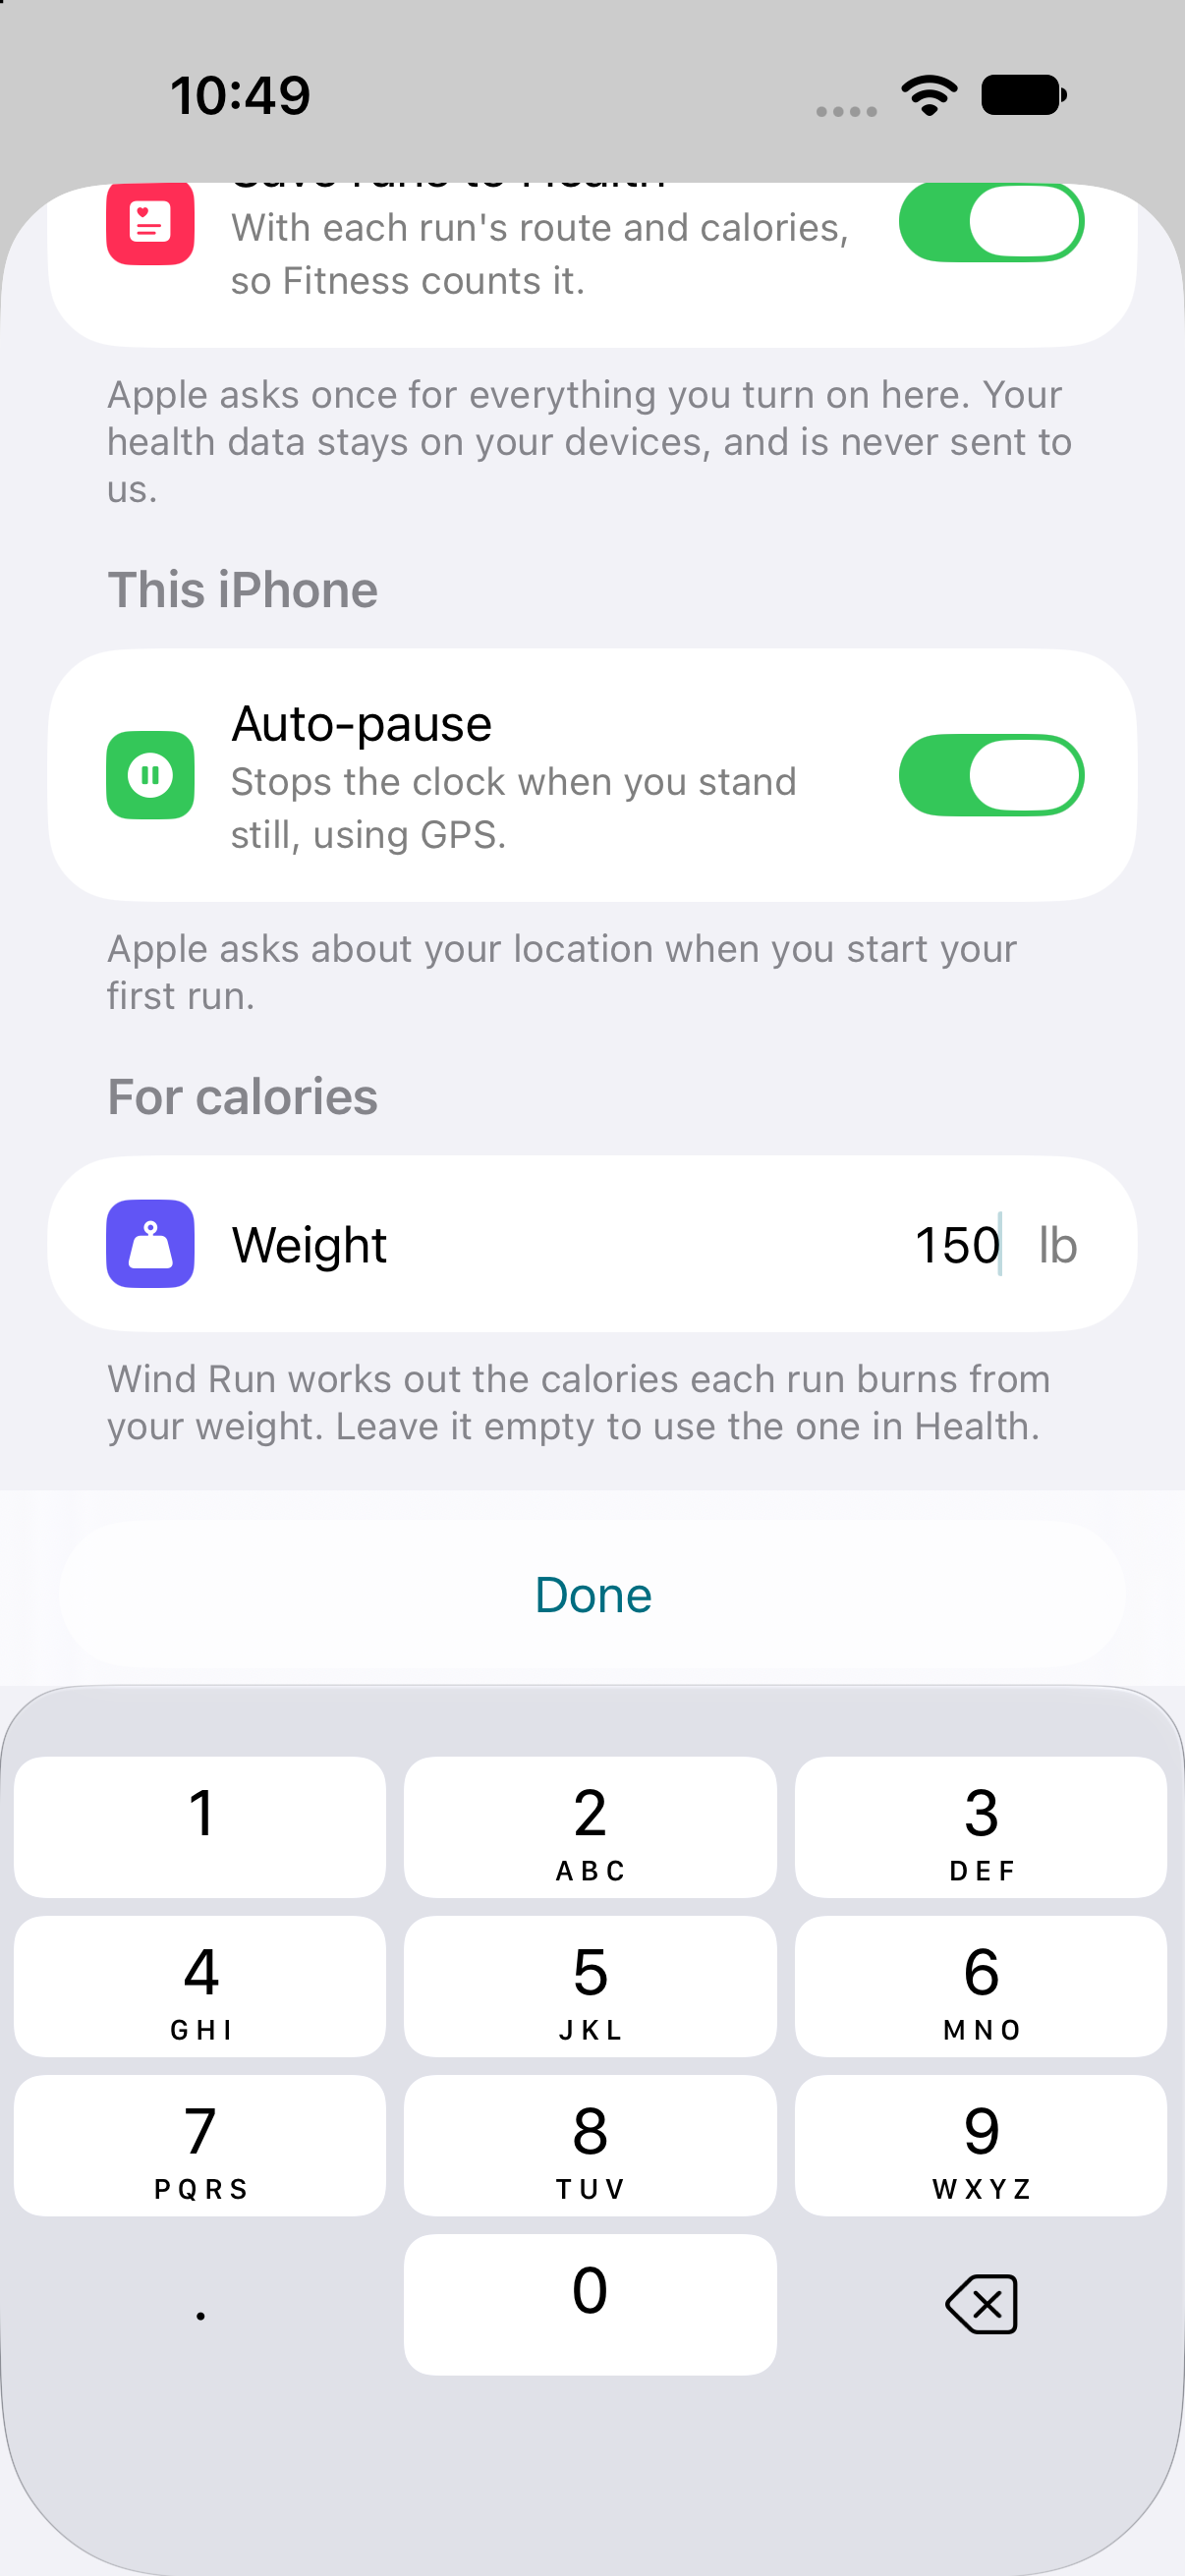 10:49
Save runs to Health
With each run's route and calories,
so Fitness counts it.
Apple asks once for everything you turn on here. Your
health data stays on your devices, and is never sent to
us.
This iPhone
Auto-pause
Stops the clock when you stand
still, using GPS.
Apple asks about your location when you start your
first run.
For calories
Weight 150 lb
Wind Run works out the calories each run burns from
your weight. Leave it empty to use the one in Health.
Done
1 2 3
ABC DEF
4 5 6
GHI JKL MNO
7 8 9
PQRS TUV WXYZ
. 0